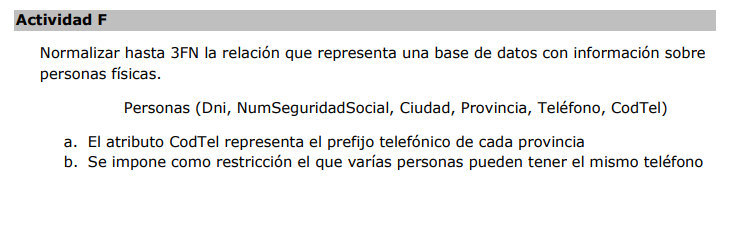 Actividad F
Normalizar hasta 3FN la relación que representa una base de datos con información sobre
personas físicas.
Personas (Dni, NumSeguridadSocial, Ciudad, Provincia, Teléfono, CodTel)
a. El atributo CodTel representa el prefijo telefónico de cada provincia
b. Se impone como restricción el que varías personas pueden tener el mismo teléfono